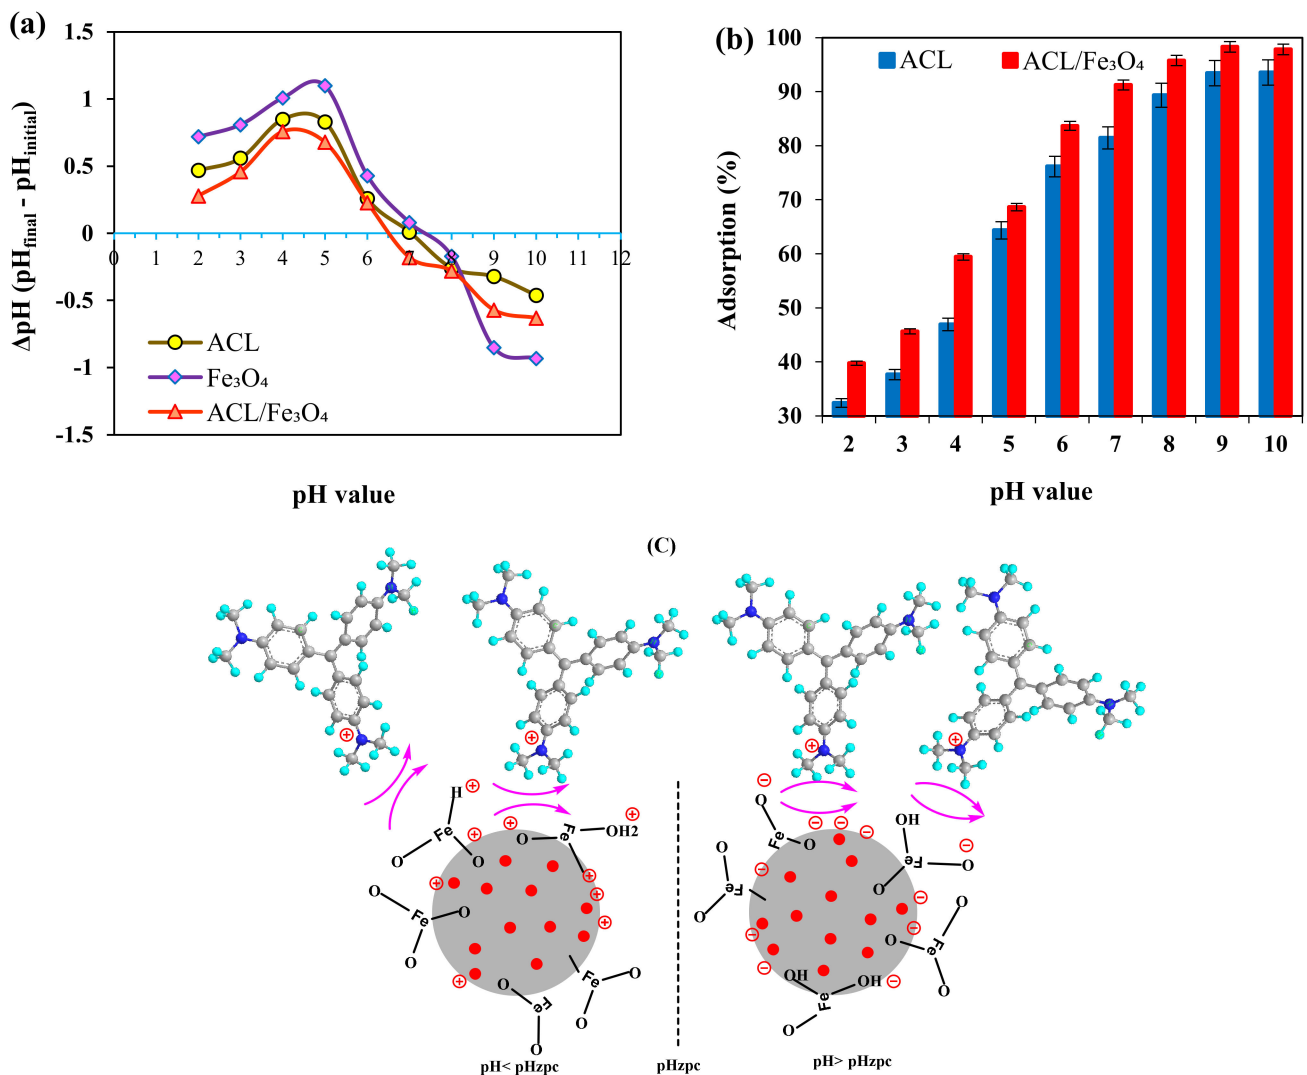 (a)
ΔpH (pHfinal - pHinitial)
1.5
1
0.5
0
-0.5
-1
-1.5
0 1 2 3 4 5 6 7 8 9 10 11 12
ACL
Fe₃O₄
ACL/Fe₃O₄
pH value
(b)
ACL ACL/Fe₃O₄
Adsorption (%)
100
90
80
70
60
50
40
30
2 3 4 5 6 7 8 9 10
pH value
(C)
+ + + +
H +
Fe
O O
+ +
Fe
O OH2 +
+ + + +
O Fe O
O
+
O Fe
O
Fe O
O
pH< pHzpc
pHzpc
−
O
Fe O
− − −
OH
Fe O −
O
−
O
Fe
O
−
−
O
O Fe
O
−
−
−
OH OH −
Fe
O
pH> pHzpc